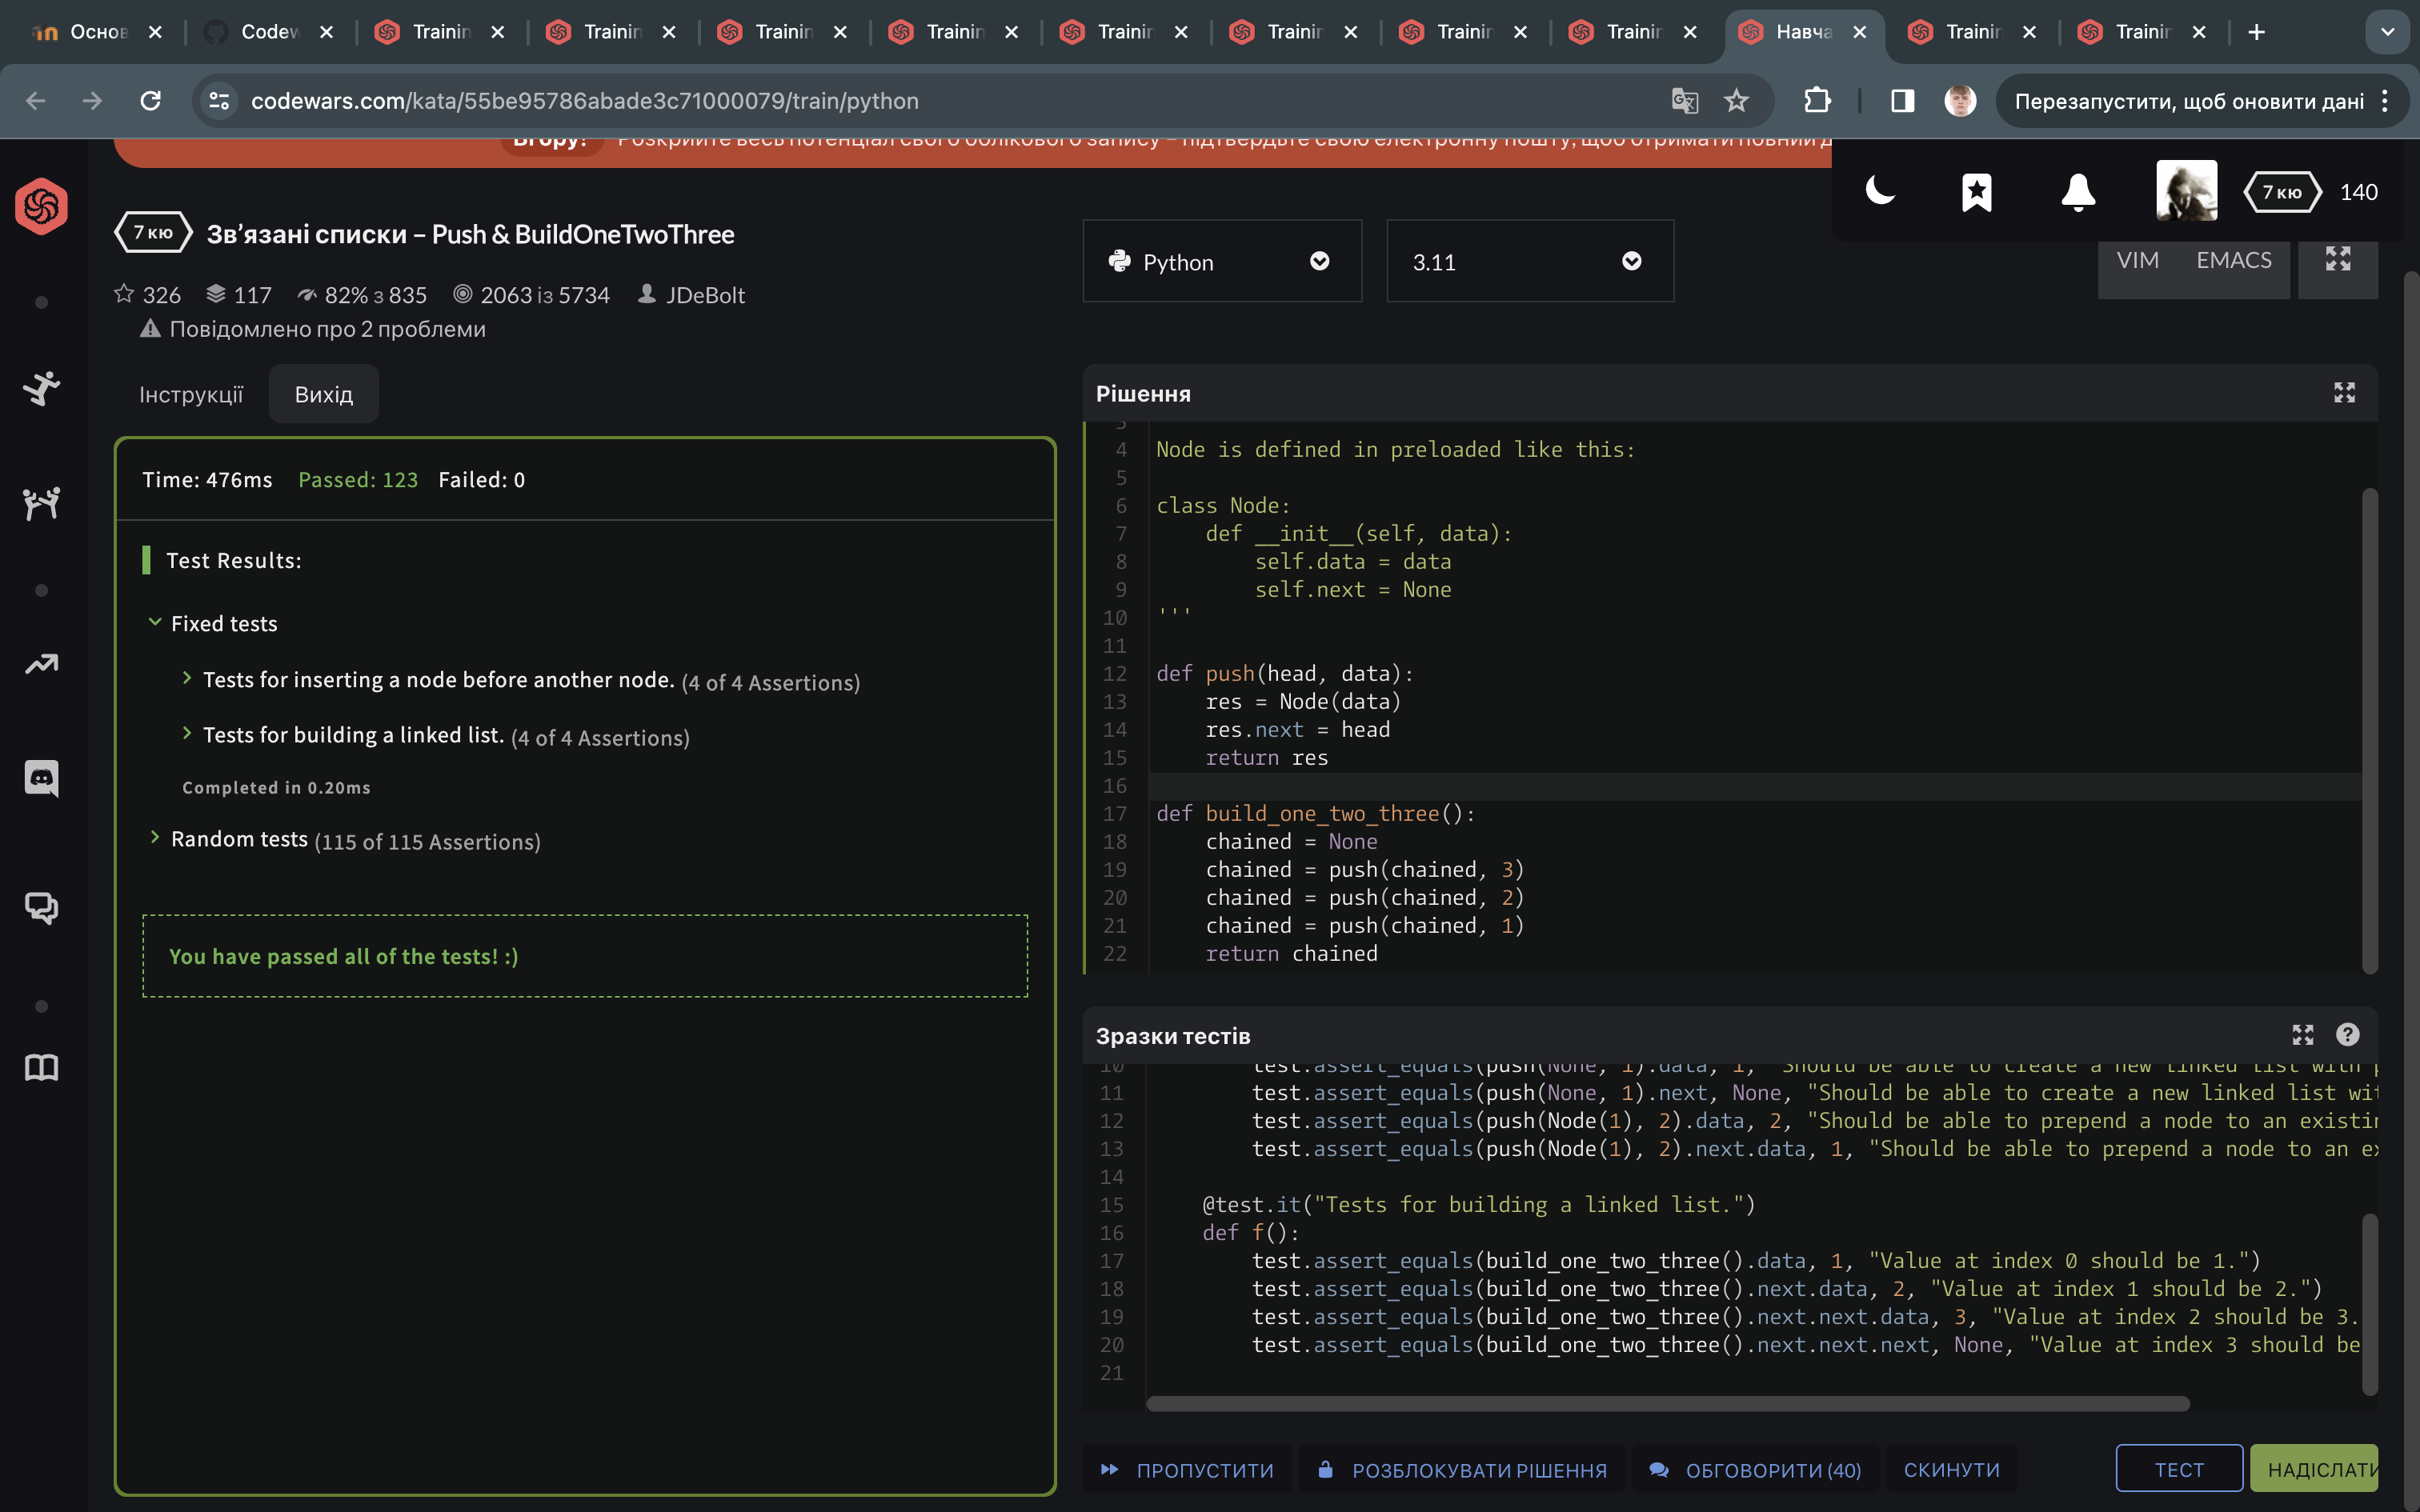 Основ
Codew
Trainin
Trainin
Trainin
Trainin
Trainin
Trainin
Trainin
Trainin
Навча
Trainin
Trainin
codewars.com/kata/55be95786abade3c71000079/train/python
Перезапустити, щоб оновити дані
Вгору! Розкрийте весь потенціал свого облікового запису – підтвердьте свою електронну пошту, щоб отримати повний д
7 кю
140
7 кю Зв’язані списки – Push & BuildOneTwoThree
326 117 82% з 835 2063 із 5734 JDeBolt
Повідомлено про 2 проблеми
Python
3.11
VIM EMACS
Інструкції Вихід
Time: 476ms Passed: 123 Failed: 0
Test Results:
Fixed tests
Tests for inserting a node before another node. (4 of 4 Assertions)
Tests for building a linked list. (4 of 4 Assertions)
Completed in 0.20ms
Random tests (115 of 115 Assertions)
You have passed all of the tests! :)
Рішення
3
4 Node is defined in preloaded like this:
5
6 class Node:
7 def __init__(self, data):
8 self.data = data
9 self.next = None
10 '''
11
12 def push(head, data):
13 res = Node(data)
14 res.next = head
15 return res
16
17 def build_one_two_three():
18 chained = None
19 chained = push(chained, 3)
20 chained = push(chained, 2)
21 chained = push(chained, 1)
22 return chained
Зразки тестів
10 test.assert_equals(push(None, 1).data, 1, "Should be able to create a new linked list with p
11 test.assert_equals(push(None, 1).next, None, "Should be able to create a new linked list wit
12 test.assert_equals(push(Node(1), 2).data, 2, "Should be able to prepend a node to an existin
13 test.assert_equals(push(Node(1), 2).next.data, 1, "Should be able to prepend a node to an ex
14
15 @test.it("Tests for building a linked list.")
16 def f():
17 test.assert_equals(build_one_two_three().data, 1, "Value at index 0 should be 1.")
18 test.assert_equals(build_one_two_three().next.data, 2, "Value at index 1 should be 2.")
19 test.assert_equals(build_one_two_three().next.next.data, 3, "Value at index 2 should be 3.
20 test.assert_equals(build_one_two_three().next.next.next, None, "Value at index 3 should be
21
ПРОПУСТИТИ РОЗБЛОКУВАТИ РІШЕННЯ ОБГОВОРИТИ (40) СКИНУТИ ТЕСТ НАДІСЛАТИ